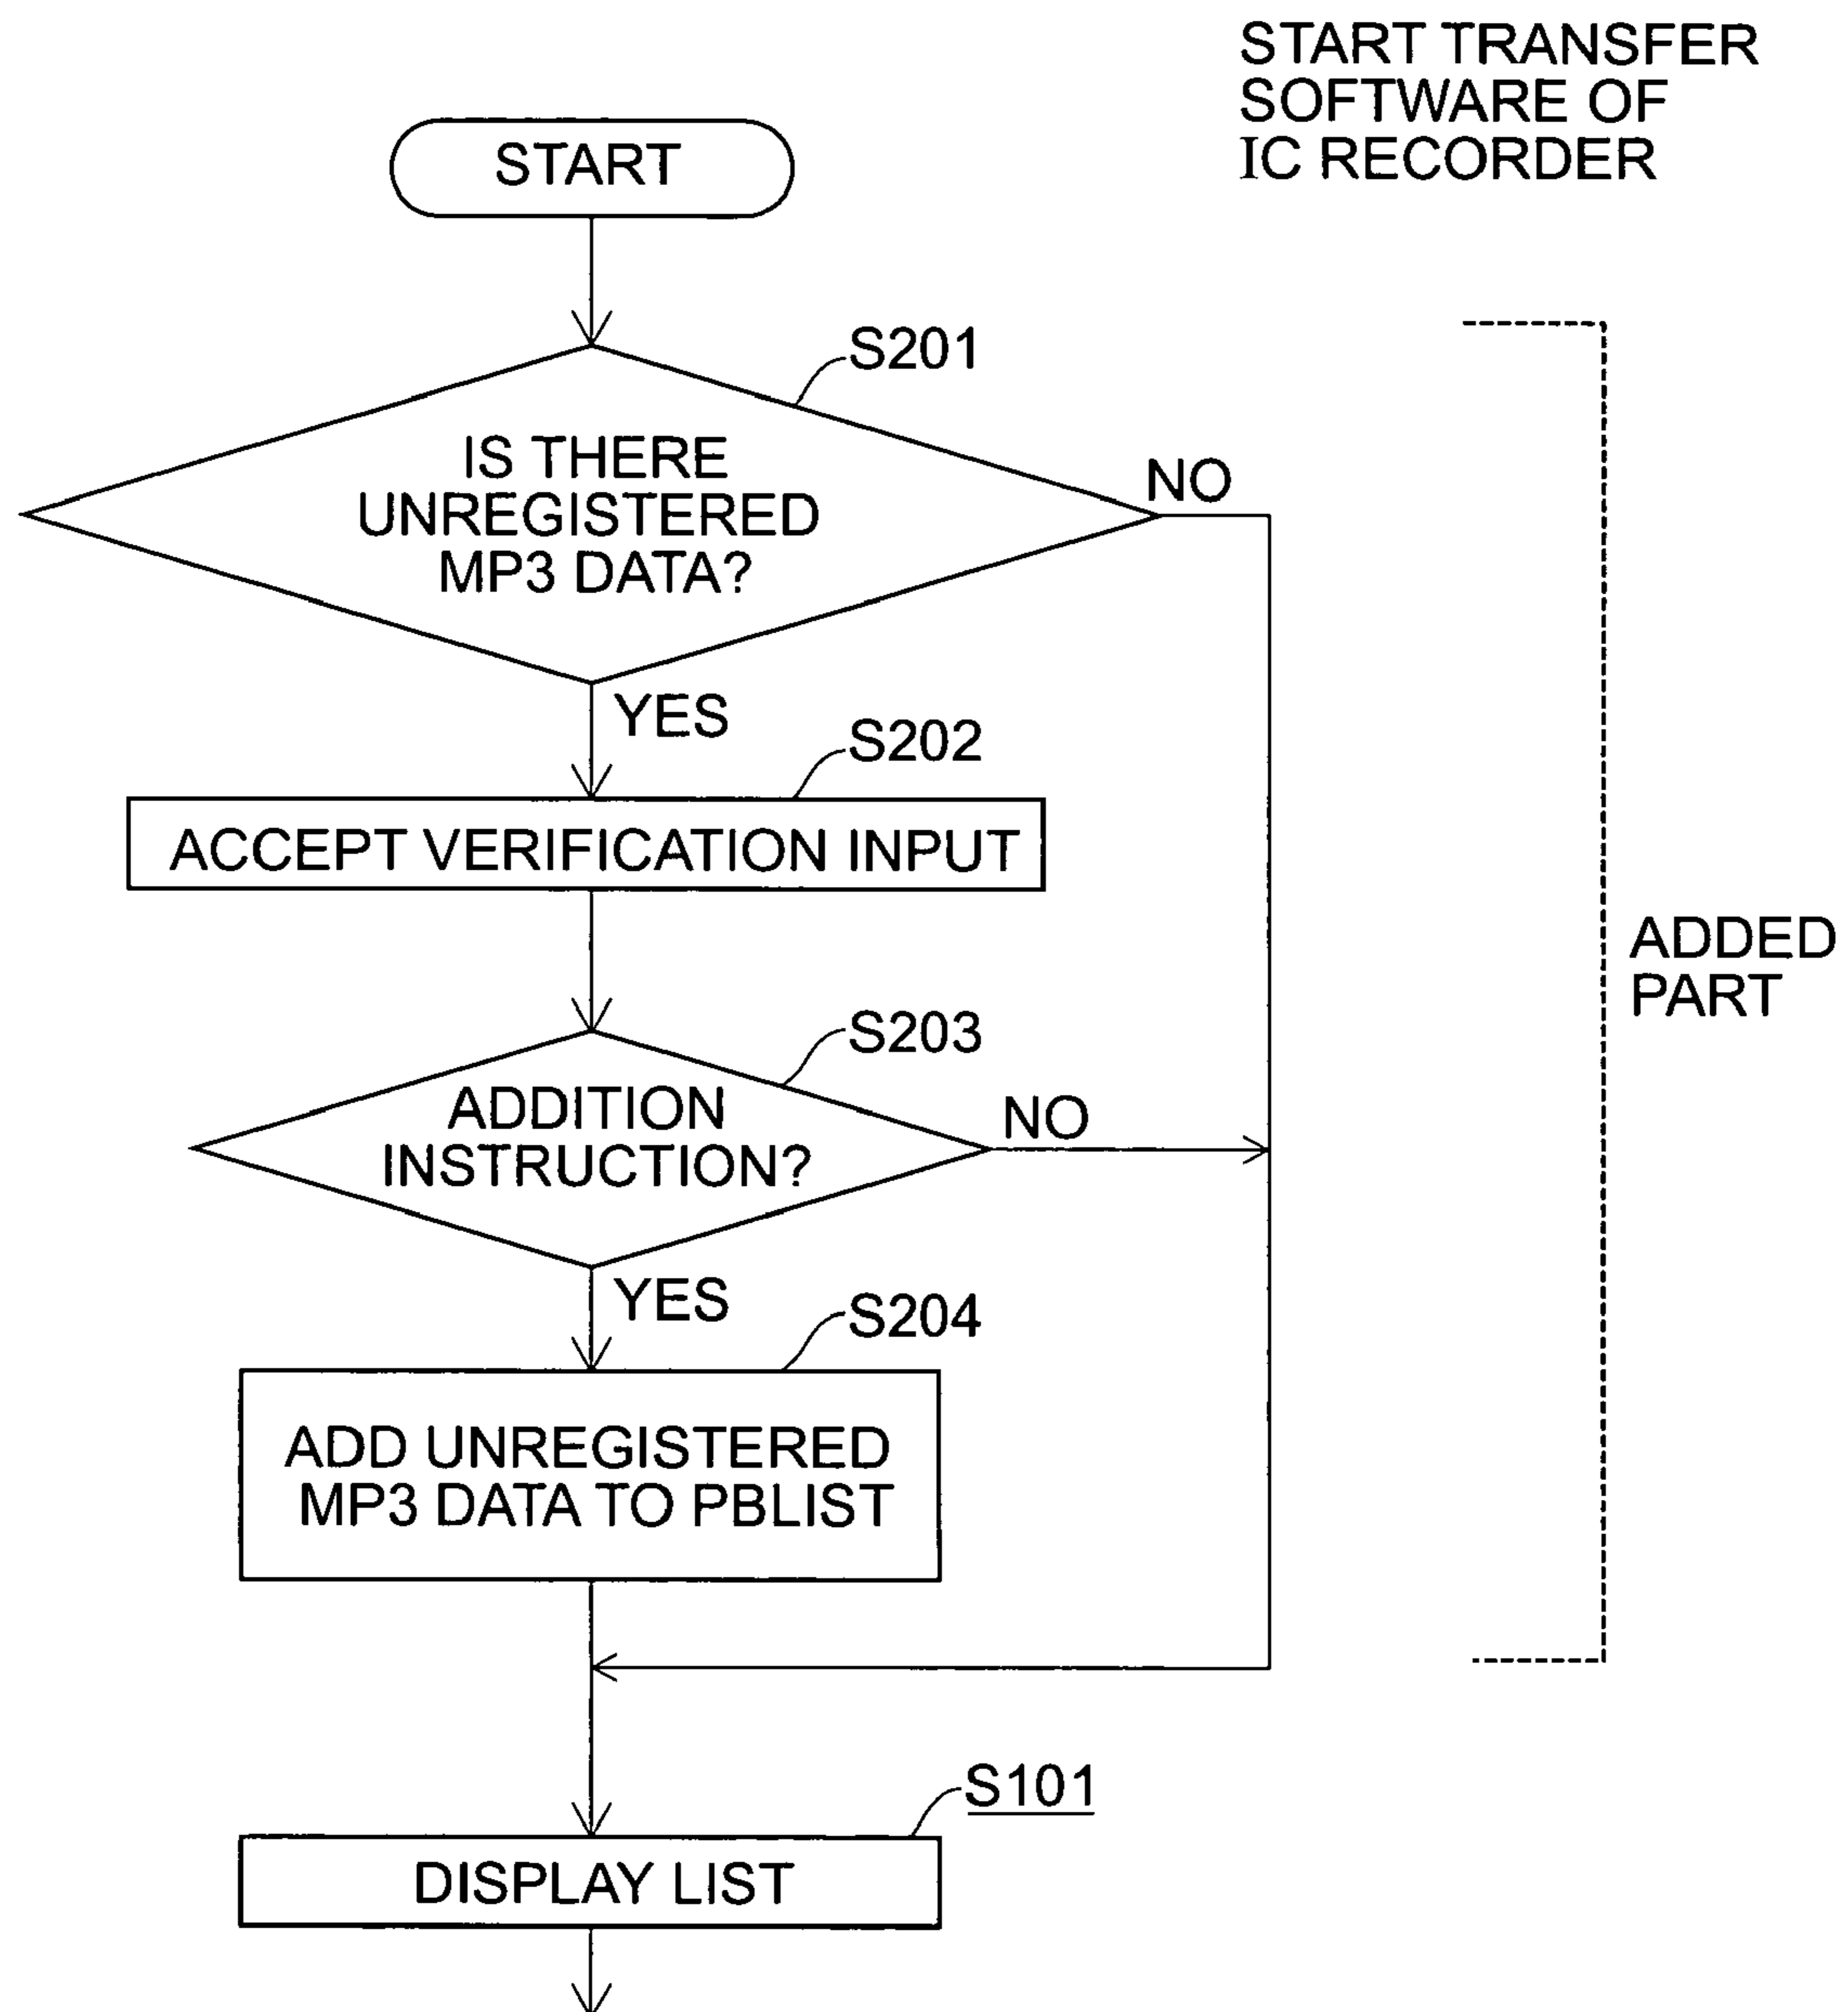 START TRANSFER
SOFTWARE OF
IC RECORDER
START
S201
IS THERE
UNREGISTERED
MP3 DATA?
NO
YES
S202
ACCEPT VERIFICATION INPUT
ADDED
PART
S203
ADDITION
INSTRUCTION?
NO
YES
S204
ADD UNREGISTERED
MP3 DATA TO PBLIST
S101
DISPLAY LIST